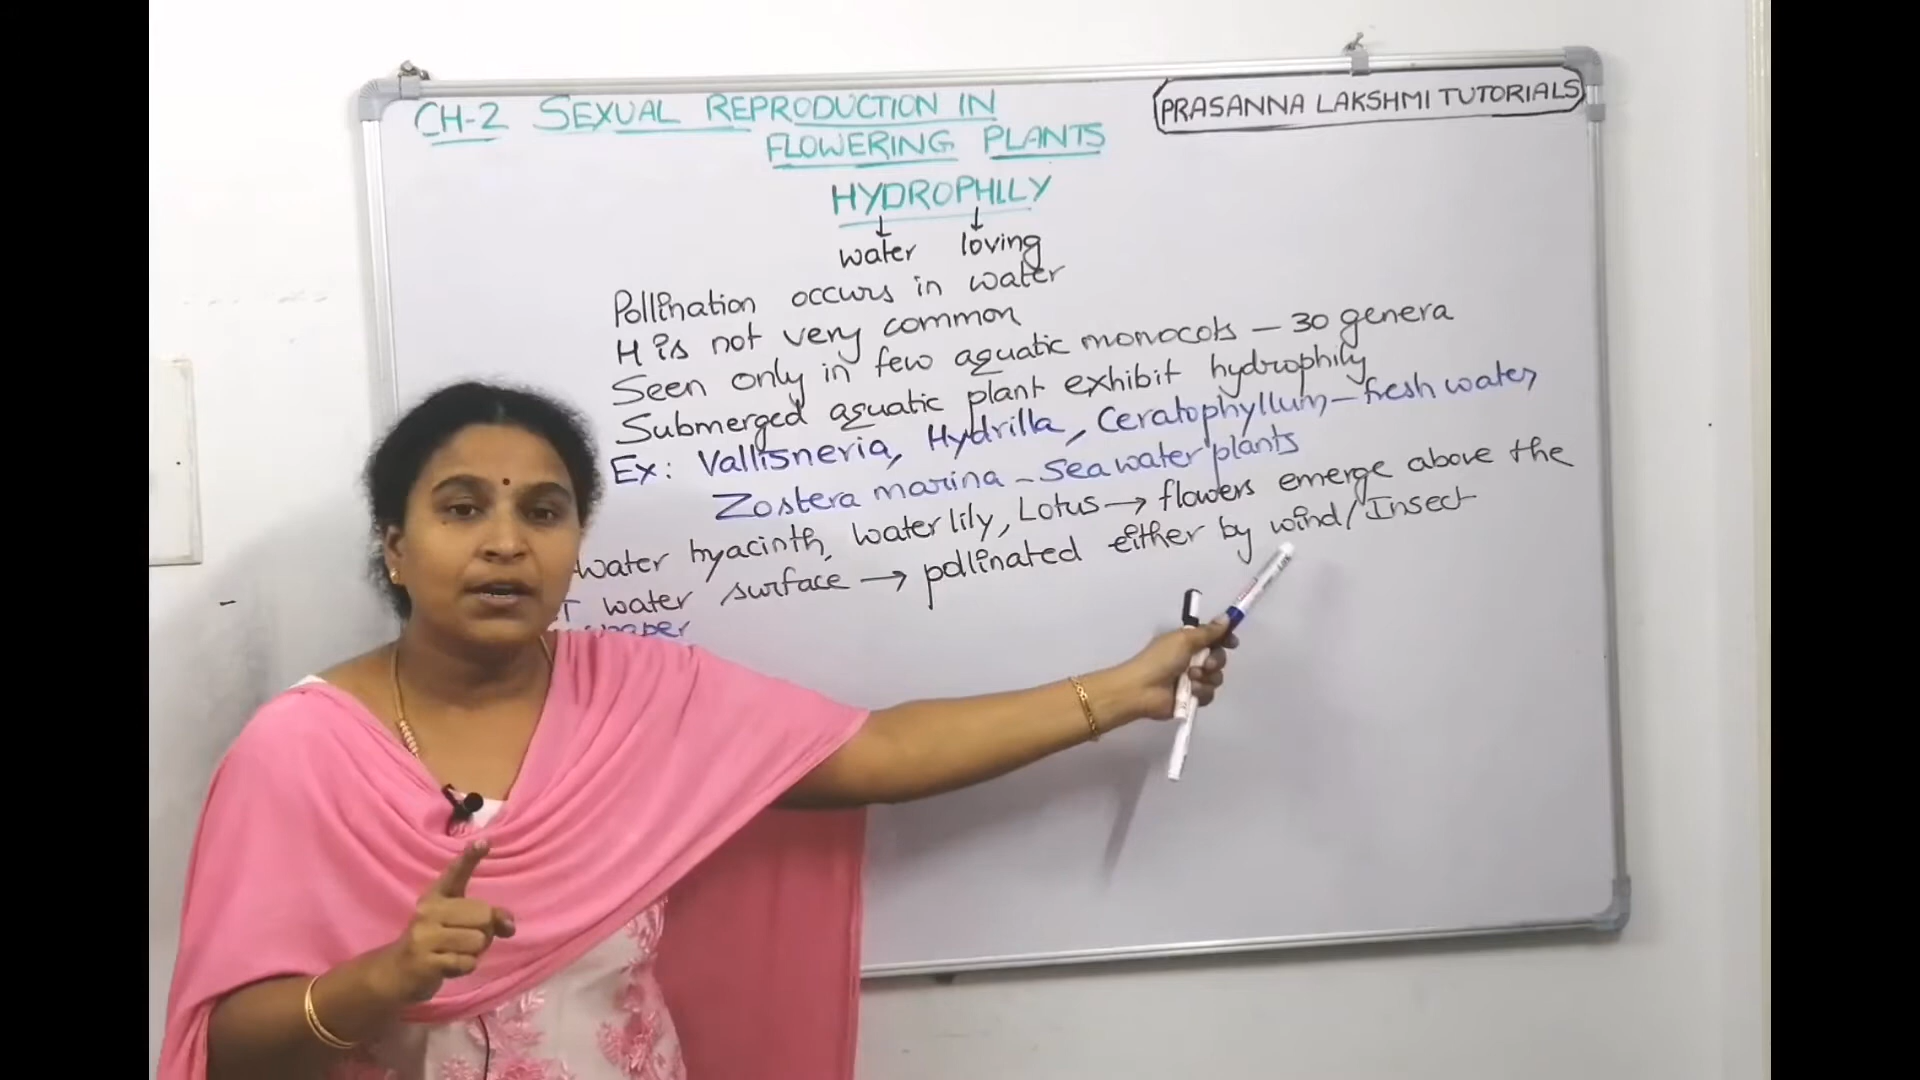 CH-2 SEXUAL REPRODUCTION IN
FLOWERING PLANTS
PRASANNA LAKSHMI TUTORIALS
HYDROPHILY
water loving
Pollination occurs in water
H is not very common
Seen only in few aquatic monocots - 30 genera
Submerged aquatic plant exhibit hydrophily
Ex: Vallisneria, Hydrilla, Ceratophyllum - fresh water,
Zostera marina - sea water plants
water hyacinth, water lily, Lotus → flowers emerge above the
water surface → pollinated either by wind/Insect
paper